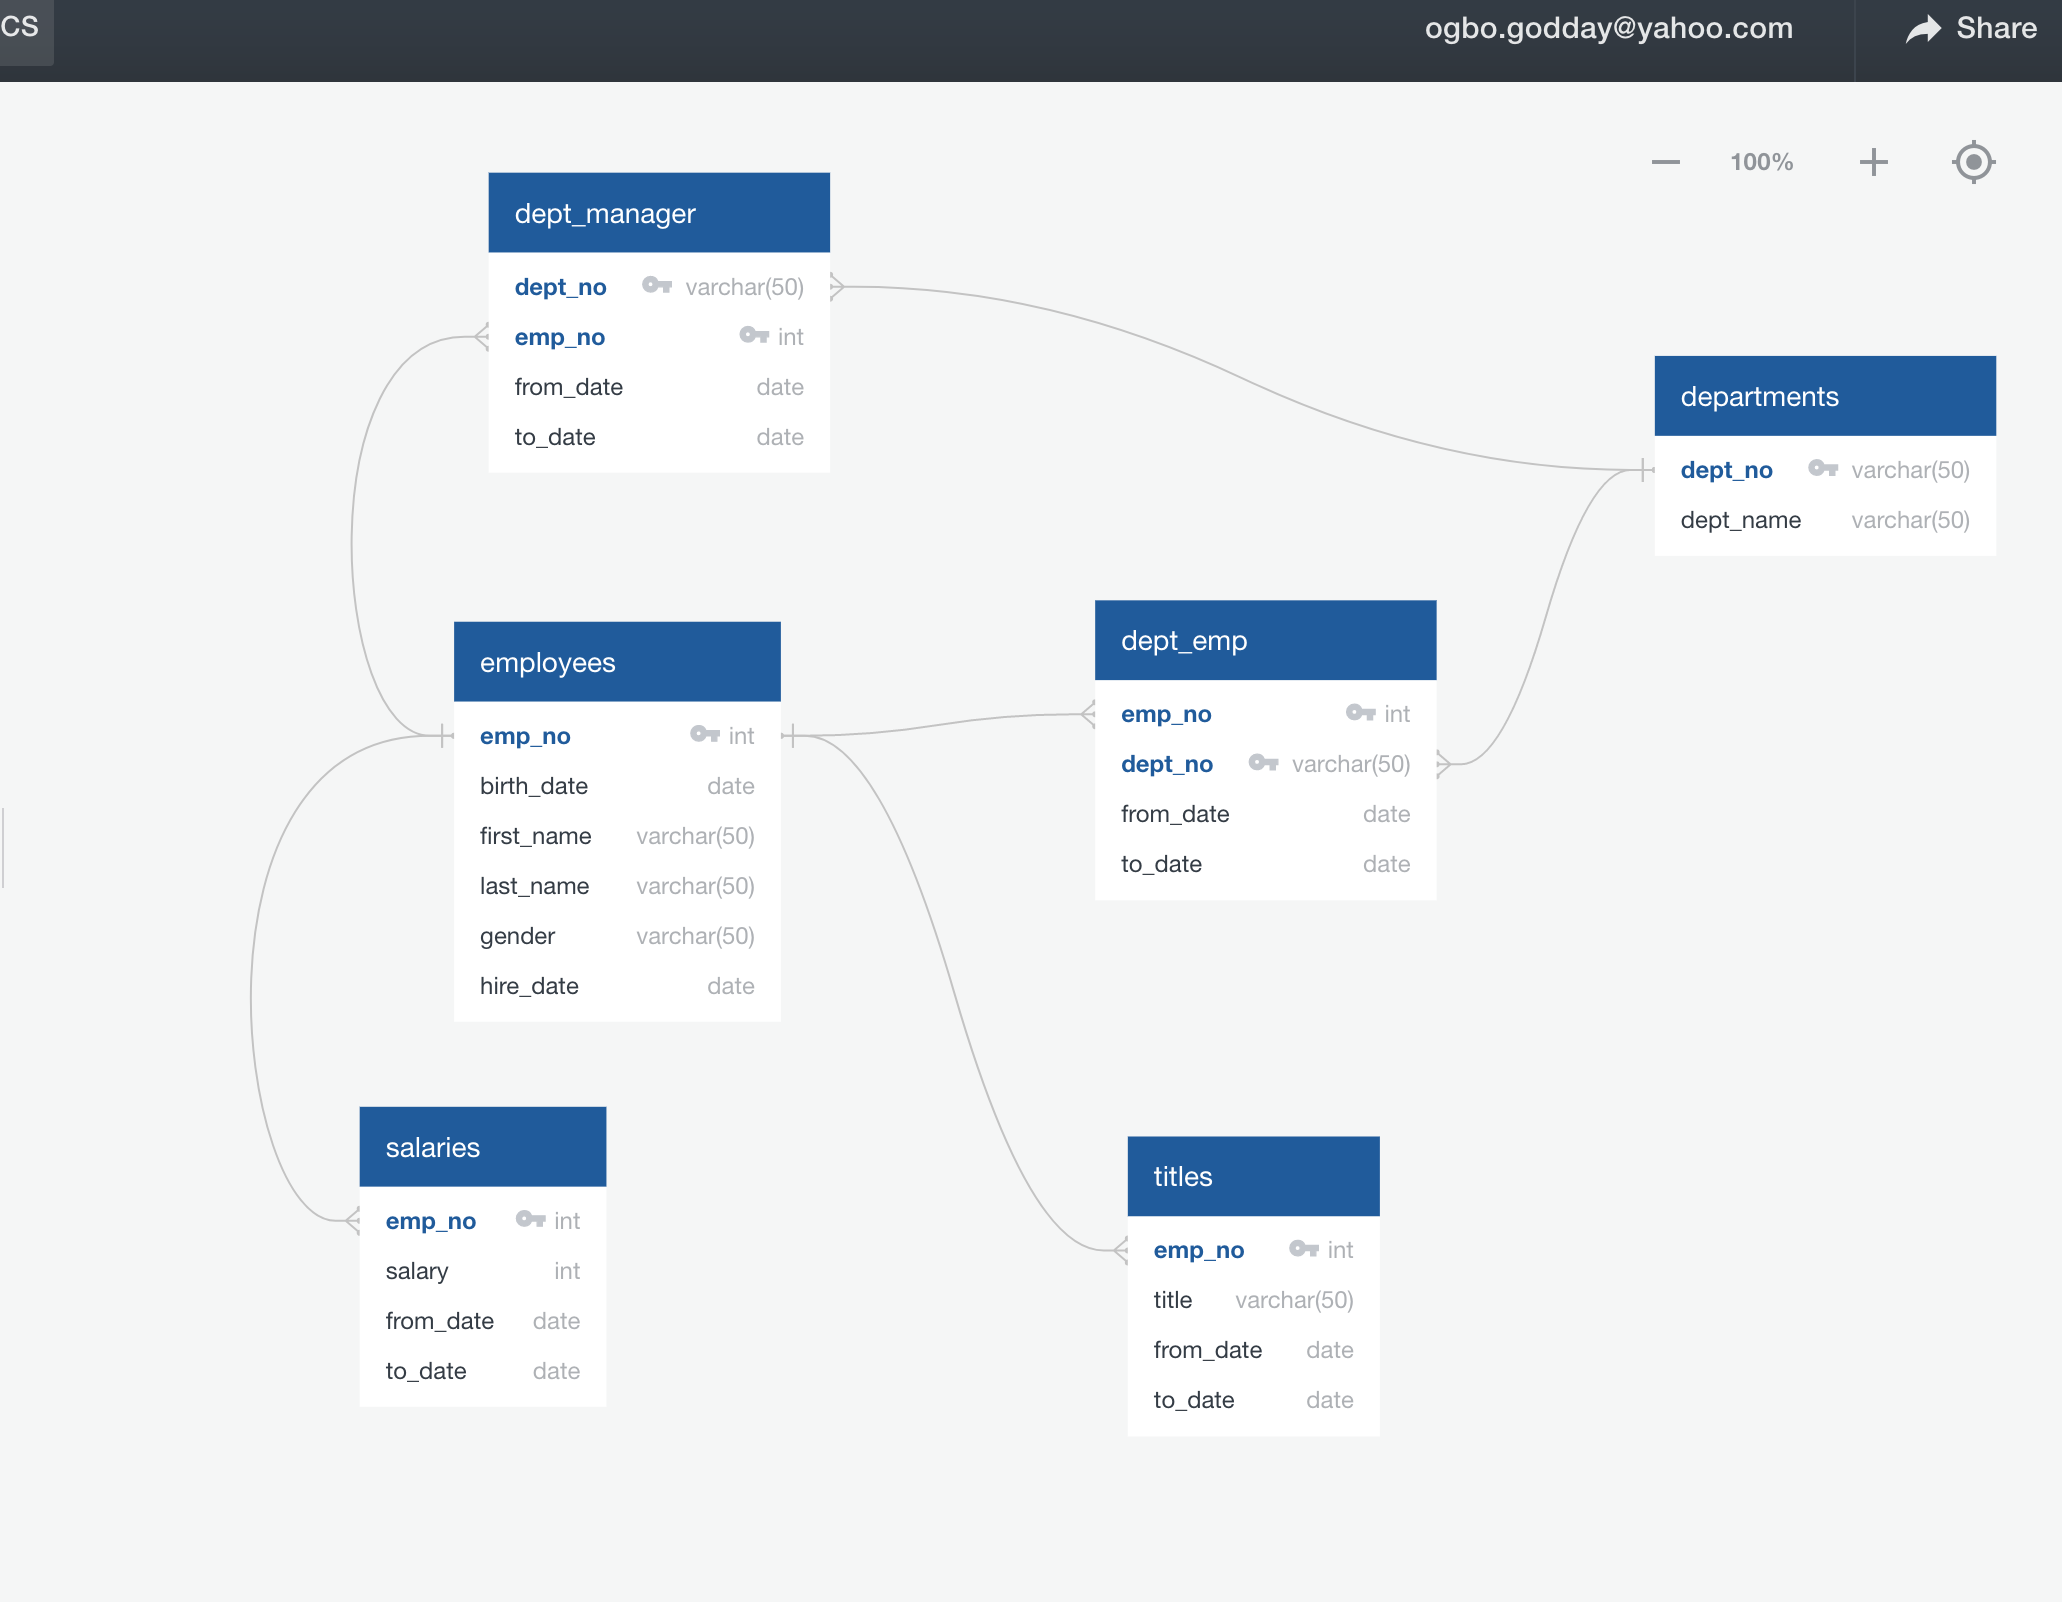 CS
ogbo.godday@yahoo.com
Share
100%
dept_manager
dept_no varchar(50)
emp_no int
from_date date
to_date date
departments
dept_no varchar(50)
dept_name varchar(50)
employees
emp_no int
birth_date date
first_name varchar(50)
last_name varchar(50)
gender varchar(50)
hire_date date
dept_emp
emp_no int
dept_no varchar(50)
from_date date
to_date date
salaries
emp_no int
salary int
from_date date
to_date date
titles
emp_no int
title varchar(50)
from_date date
to_date date